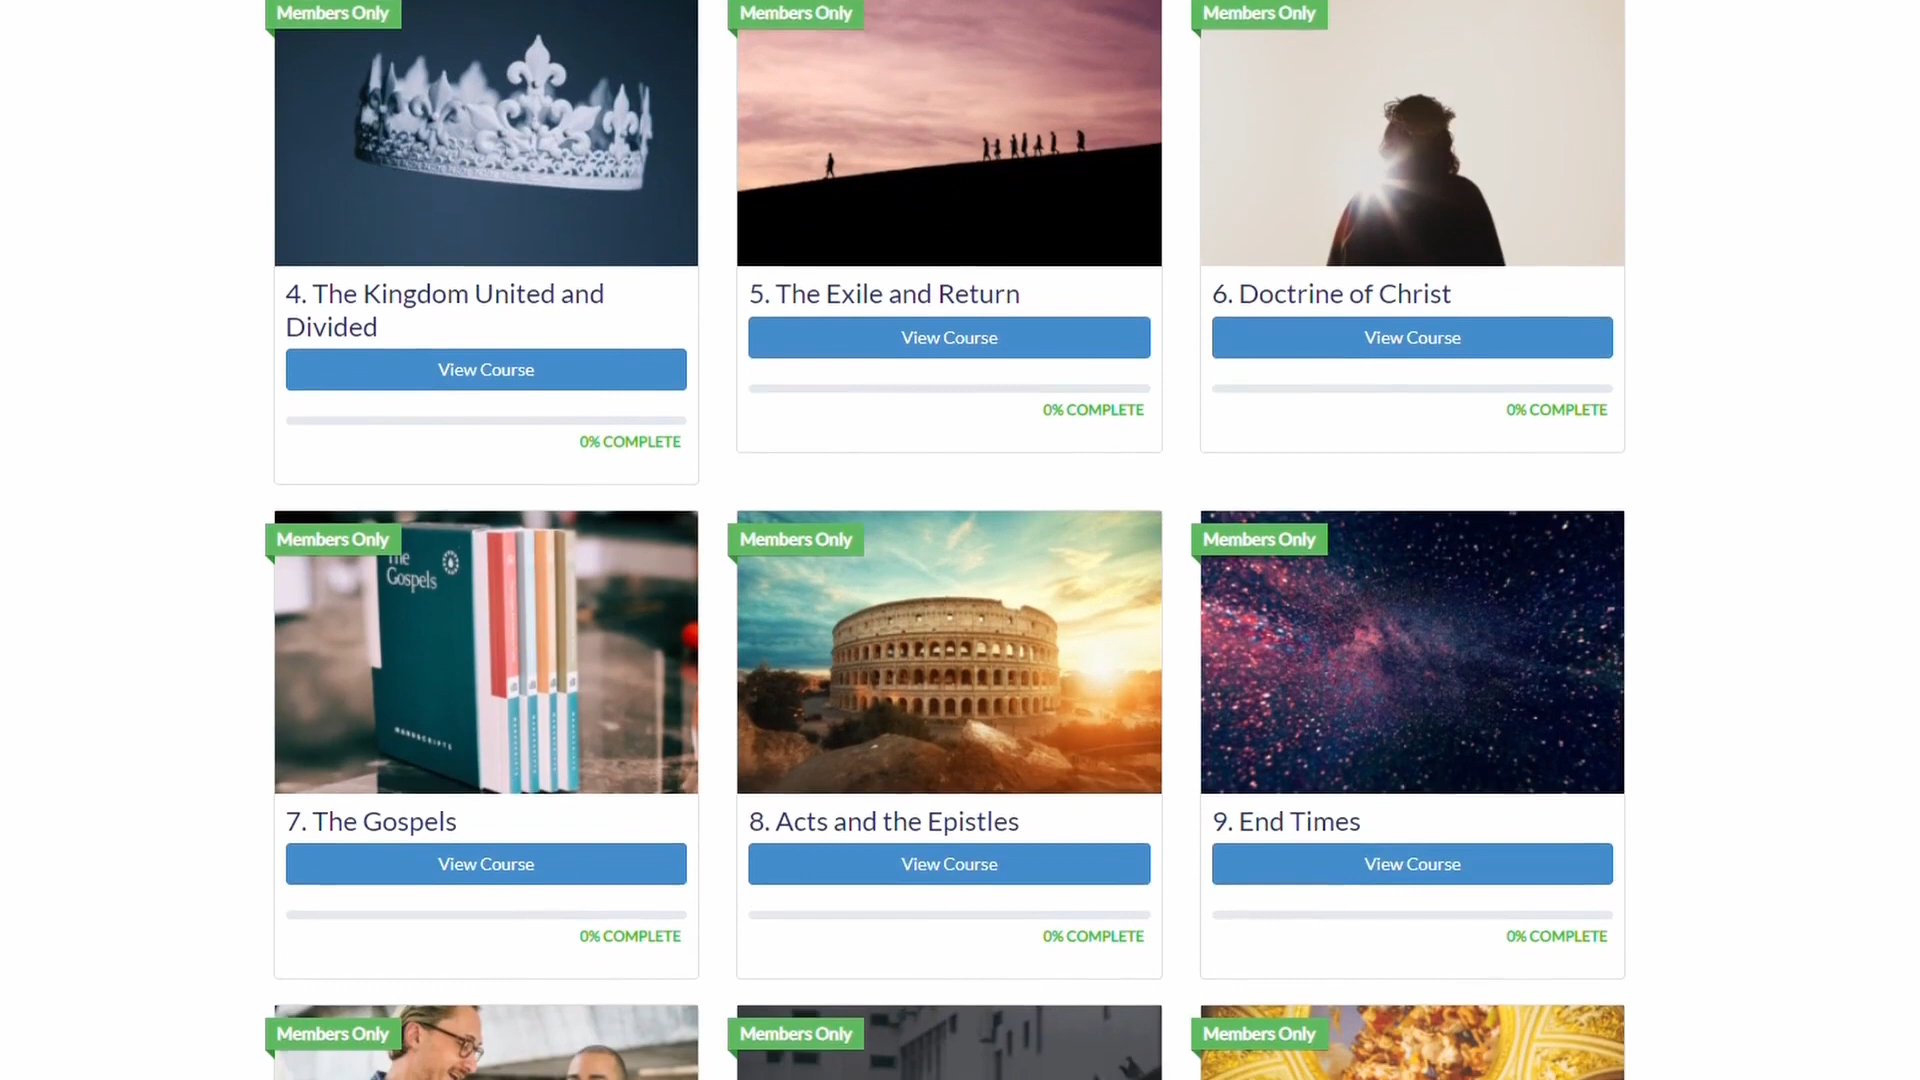 Members Only
Members Only
Members Only
4. The Kingdom United and
Divided
View Course
0% COMPLETE
5. The Exile and Return
View Course
0% COMPLETE
6. Doctrine of Christ
View Course
0% COMPLETE
Members Only
The
Gospels
MANUSCRIPTS
Members Only
Members Only
7. The Gospels
View Course
0% COMPLETE
8. Acts and the Epistles
View Course
0% COMPLETE
9. End Times
View Course
0% COMPLETE
Members Only
Members Only
Members Only